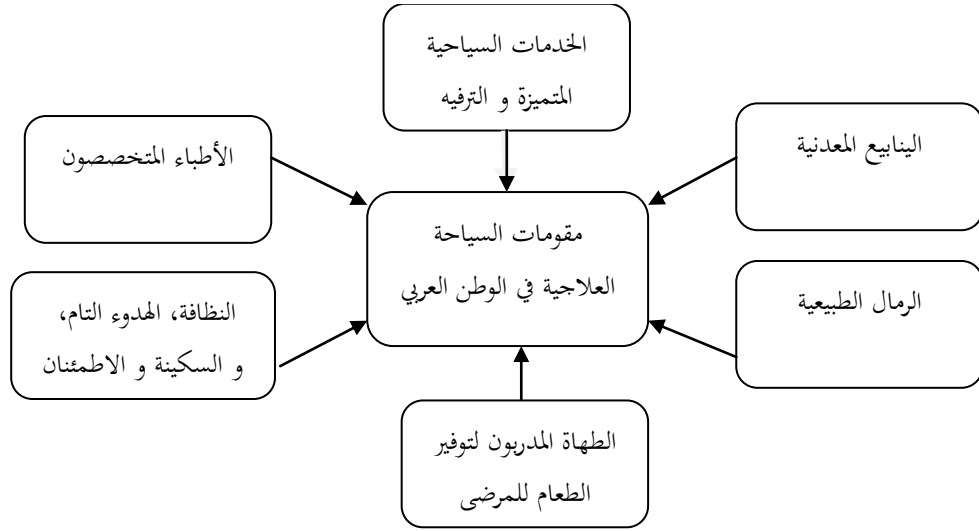 الخدمات السياحية
المتميزة و الترفيه
الينابيع المعدنية
الأطباء المتخصصون
مقومات السياحة
العلاجية في الوطن العربي
الرمال الطبيعية
النظافة، الهدوء التام،
و السكينة و الاطمئنان
الطهاة المدربون لتوفير
الطعام للمرضى